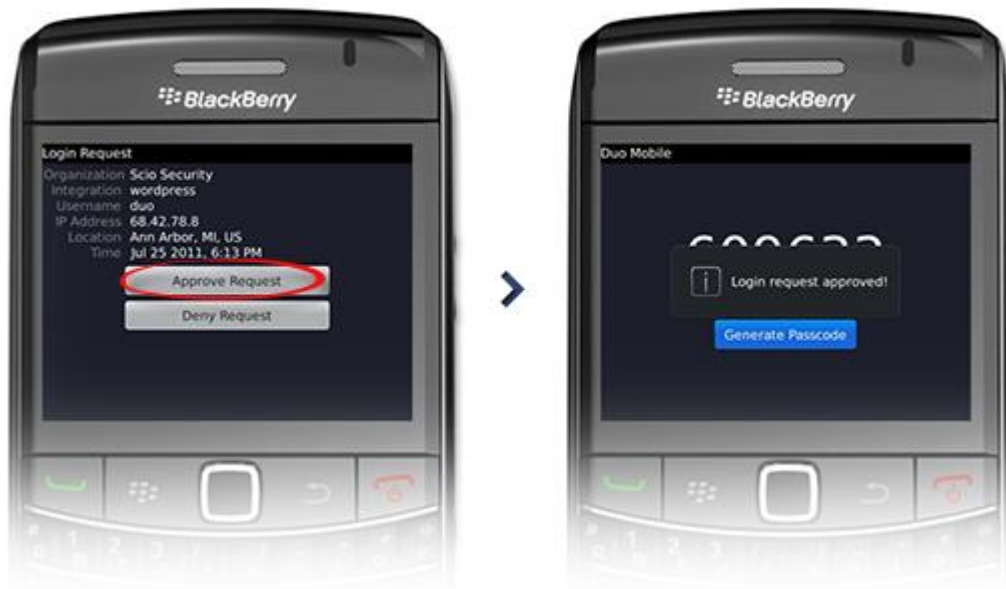 BlackBerry
Login Request
Organization Scio Security
Integration wordpress
Username duo
IP Address 68.42.78.8
Location Ann Arbor, MI, US
Time Jul 25 2011, 6:13 PM
Approve Request
Deny Request
BlackBerry
Duo Mobile
Login request approved!
Generate Passcode